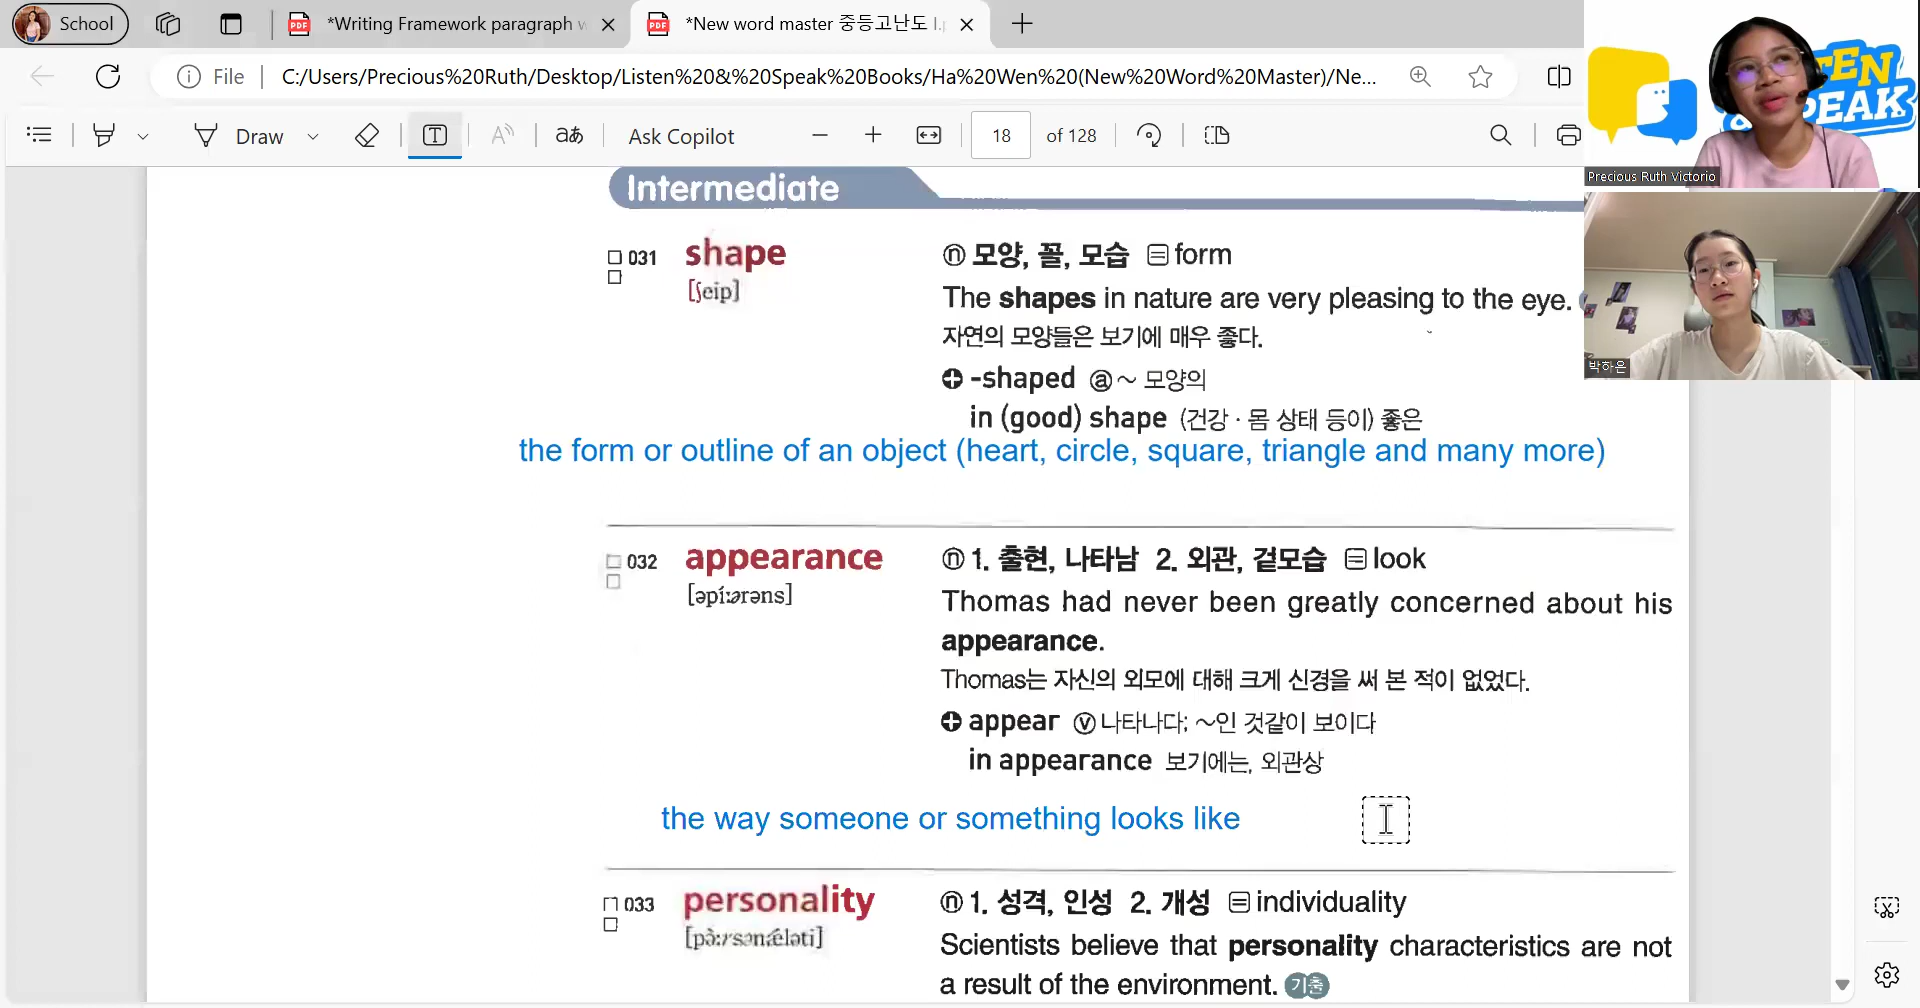 School
*Writing Framework paragraph w
*New word master 중등고난도 I.p
File
C:/Users/Precious%20Ruth/Desktop/Listen%20&%20Speak%20Books/Ha%20Wen%20(New%20Word%20Master)/Ne...
Draw
aあ
Ask Copilot
18 of 128
EN
PEAK
Precious Ruth Victorio
박하은
Intermediate
031 shape ⓝ 모양, 꼴, 모습 form
[ʃeip] The shapes in nature are very pleasing to the eye.
자연의 모양들은 보기에 매우 좋다.
-shaped ⓐ ~ 모양의
in (good) shape (건강·몸 상태 등이) 좋은
the form or outline of an object (heart, circle, square, triangle and many more)
032 appearance ⓝ 1. 출현, 나타남 2. 외관, 겉모습 look
[əpíːərəns] Thomas had never been greatly concerned about his
appearance.
Thomas는 자신의 외모에 대해 크게 신경을 써 본 적이 없었다.
appear ⓥ 나타나다; ~인 것같이 보이다
in appearance 보기에는, 외관상
the way someone or something looks like
033 personality ⓝ 1. 성격, 인성 2. 개성 individuality
[pə̀ːrsənǽləti] Scientists believe that personality characteristics are not
a result of the environment. 기출